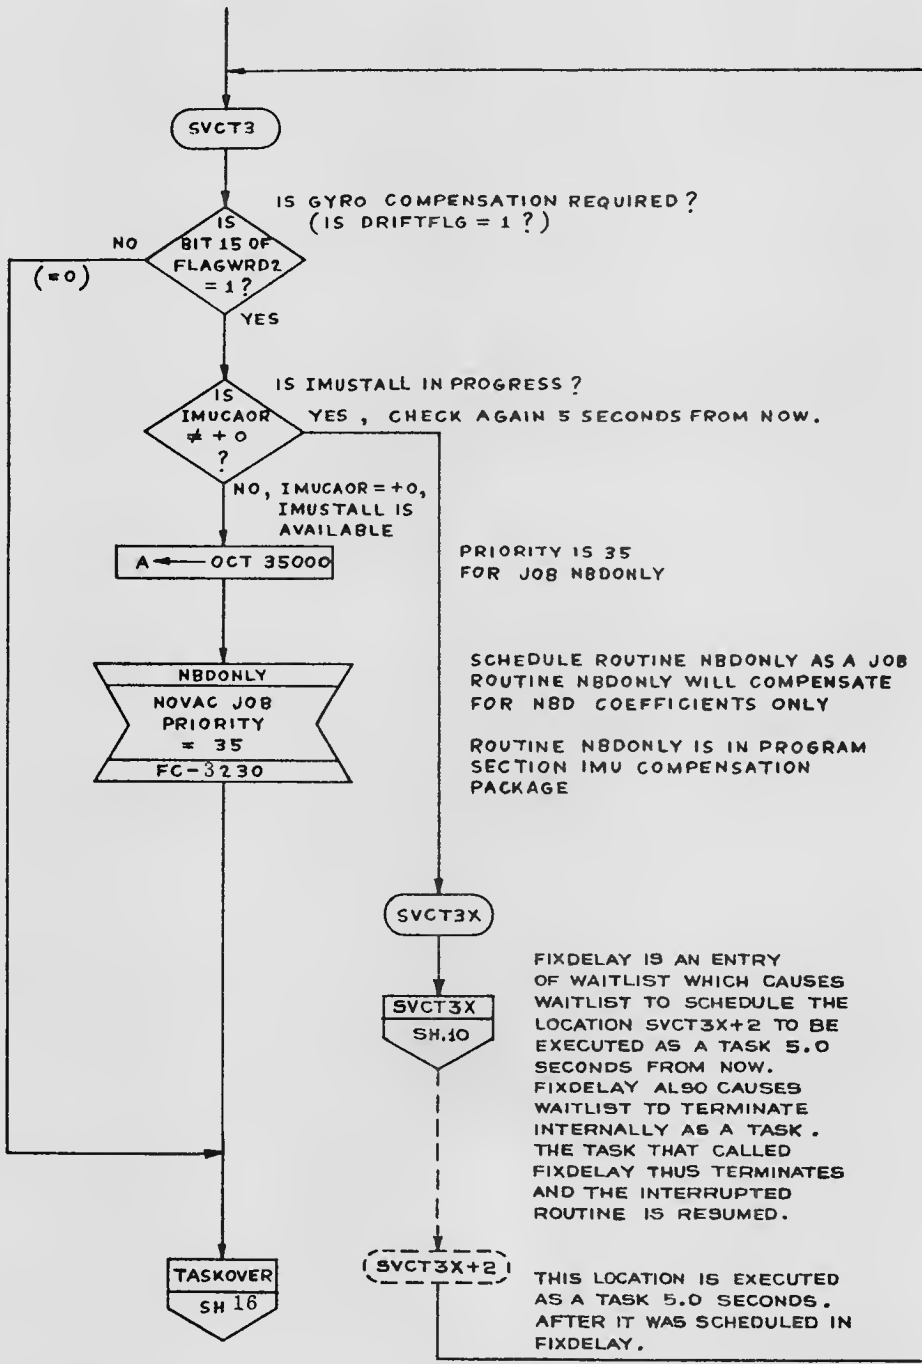 SVCT3
IS GYRO COMPENSATION REQUIRED?
(IS DRIFTFLG = 1 ?)
IS
BIT 15 OF
FLAGWRD2
= 1 ?
NO
(=0)
YES
IS IMUSTALL IN PROGRESS ?
YES , CHECK AGAIN 5 SECONDS FROM NOW.
IS
IMUCAOR
≠ + 0
?
NO, IMUCAOR = +0,
IMUSTALL IS
AVAILABLE
A ← OCT 35000
PRIORITY IS 35
FOR JOB NBDONLY
NBDONLY
NOVAC JOB
PRIORITY
= 35
FC-3230
SCHEDULE ROUTINE NBDONLY AS A JOB
ROUTINE NBDONLY WILL COMPENSATE
FOR NBD COEFFICIENTS ONLY
ROUTINE NBDONLY IS IN PROGRAM
SECTION IMU COMPENSATION
PACKAGE
SVCT3X
SVCT3X
SH.10
FIXDELAY IS AN ENTRY
OF WAITLIST WHICH CAUSES
WAITLIST TO SCHEDULE THE
LOCATION SVCT3X+2 TO BE
EXECUTED AS A TASK 5.0
SECONDS FROM NOW.
FIXDELAY ALSO CAUSES
WAITLIST TO TERMINATE
INTERNALLY AS A TASK .
THE TASK THAT CALLED
FIXDELAY THUS TERMINATES
AND THE INTERRUPTED
ROUTINE IS RESUMED.
SVCT3X+2
TASKOVER
SH 16
THIS LOCATION IS EXECUTED
AS A TASK 5.0 SECONDS.
AFTER IT WAS SCHEDULED IN
FIXDELAY.